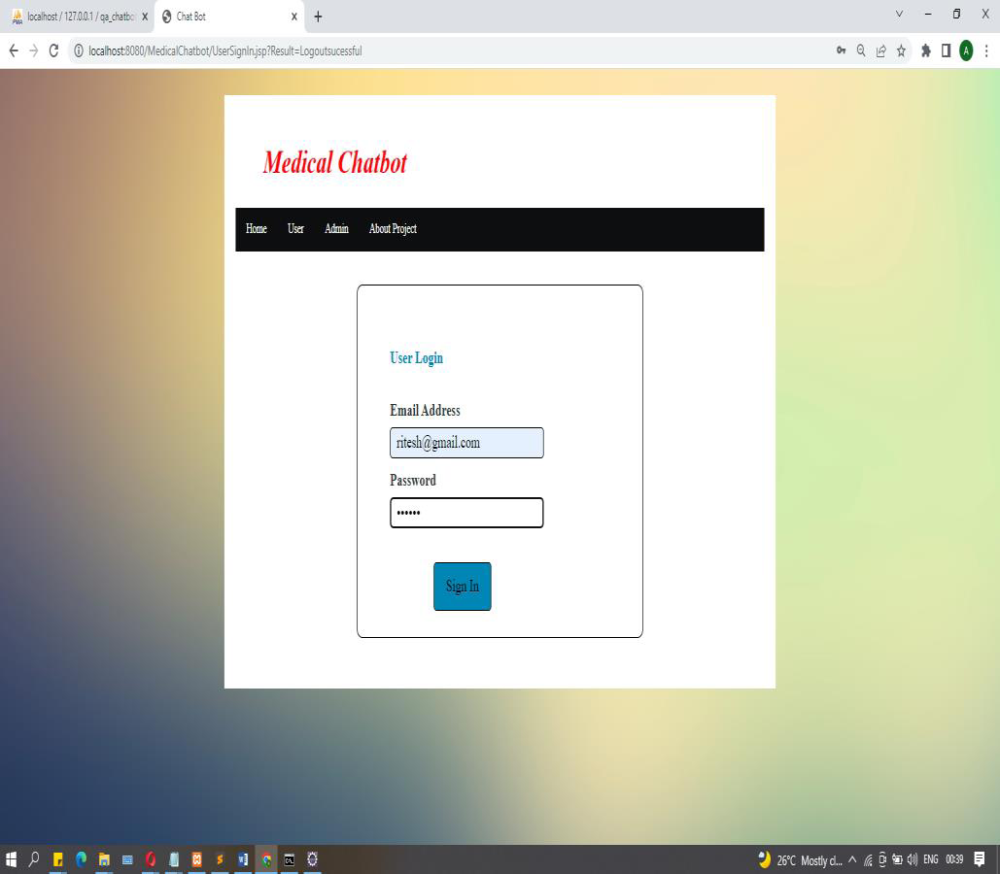 localhost / 127.0.0.1 / qa_chatbo
Chat Bot
localhost:8080/MedicalChatbot/UserSignIn.jsp?Result=Logoutsucessful
A
Medical Chatbot
Home User Admin About Project
User Login
Email Address
ritesh@gmail.com
Password
••••••
Sign In
26°C Mostly cl... ENG 00:39